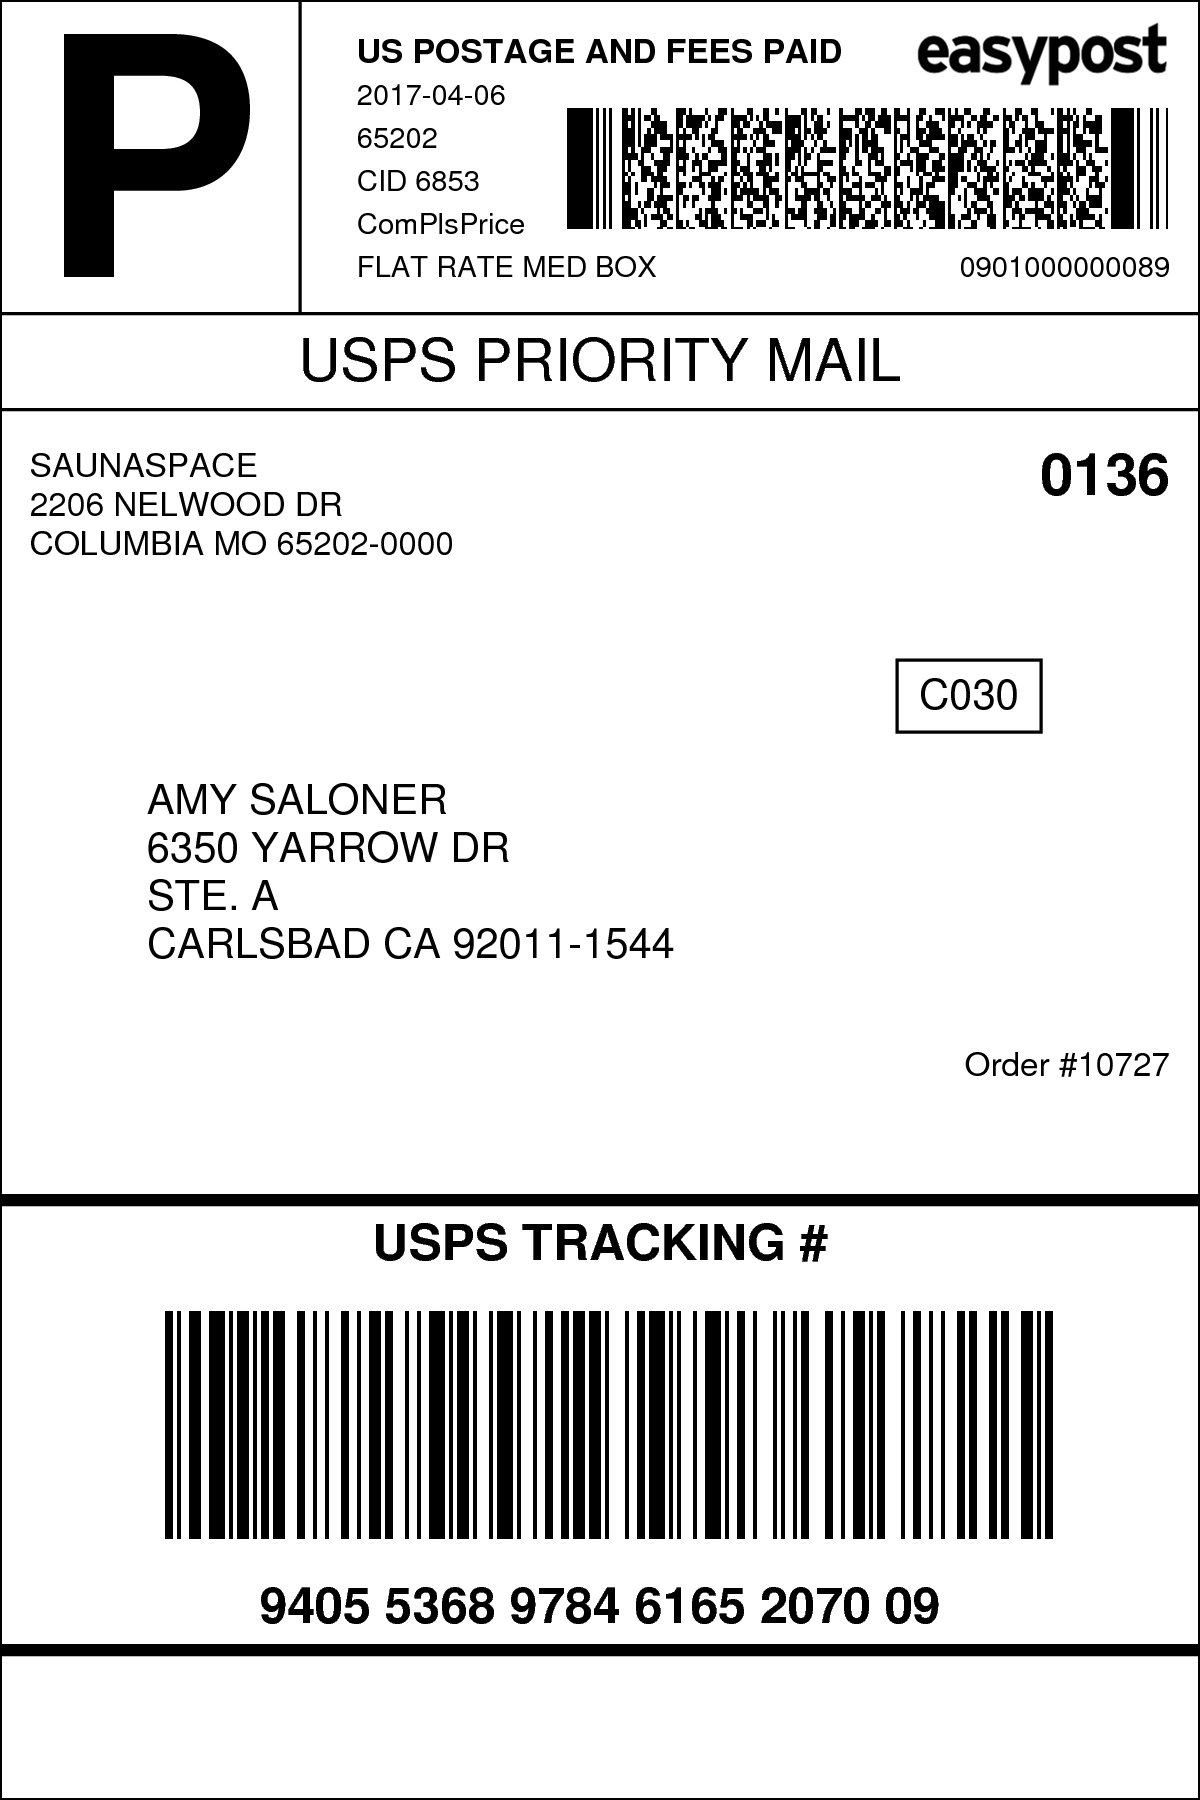 P
US POSTAGE AND FEES PAID
easypost
2017-04-06
65202
CID 6853
ComPlsPrice
FLAT RATE MED BOX
0901000000089
USPS PRIORITY MAIL
SAUNASPACE
2206 NELWOOD DR
COLUMBIA MO 65202-0000
0136
C030
AMY SALONER
6350 YARROW DR
STE. A
CARLSBAD CA 92011-1544
Order #10727
USPS TRACKING #
9405 5368 9784 6165 2070 09